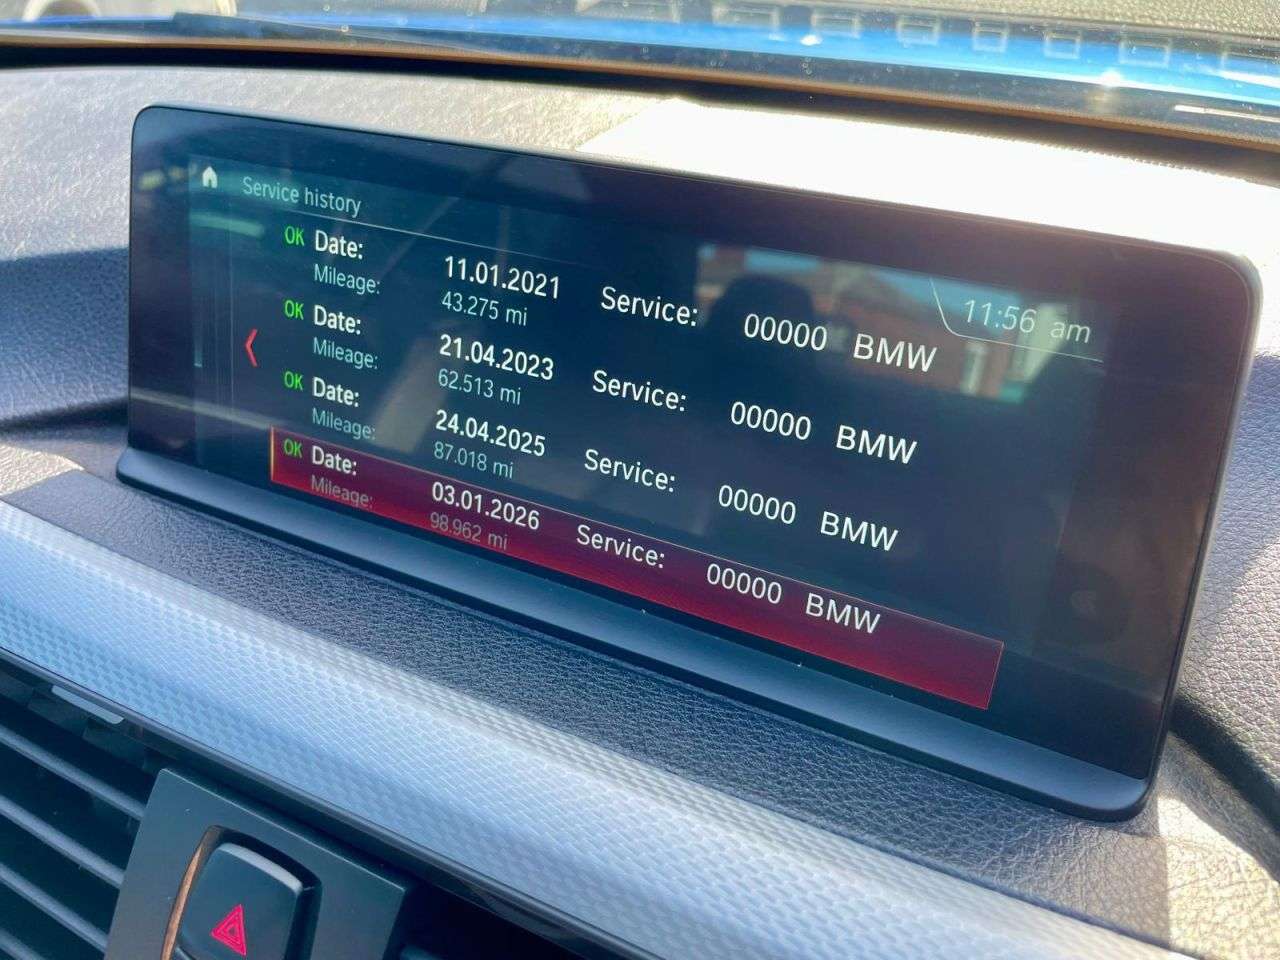 Service history
11:56 am
OK Date: 11.01.2021 Service: 00000 BMW
Mileage: 43.275 mi
OK Date: 21.04.2023 Service: 00000 BMW
Mileage: 62.513 mi
OK Date: 24.04.2025 Service: 00000 BMW
Mileage: 87.018 mi
OK Date: 03.01.2026 Service: 00000 BMW
Mileage: 98.962 mi